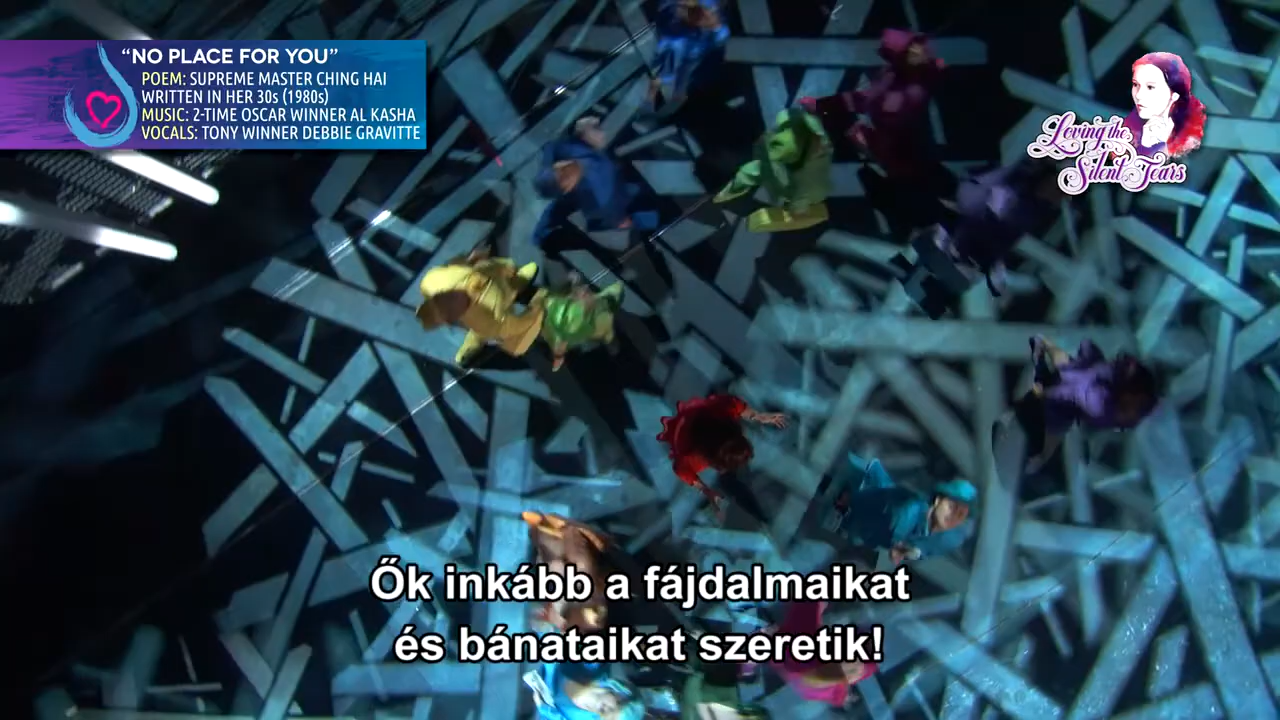 “NO PLACE FOR YOU”
POEM: SUPREME MASTER CHING HAI
WRITTEN IN HER 30s (1980s)
MUSIC: 2-TIME OSCAR WINNER AL KASHA
VOCALS: TONY WINNER DEBBIE GRAVITTE
Loving the
Silent Tears
Ők inkább a fájdalmaikat
és bánataikat szeretik!